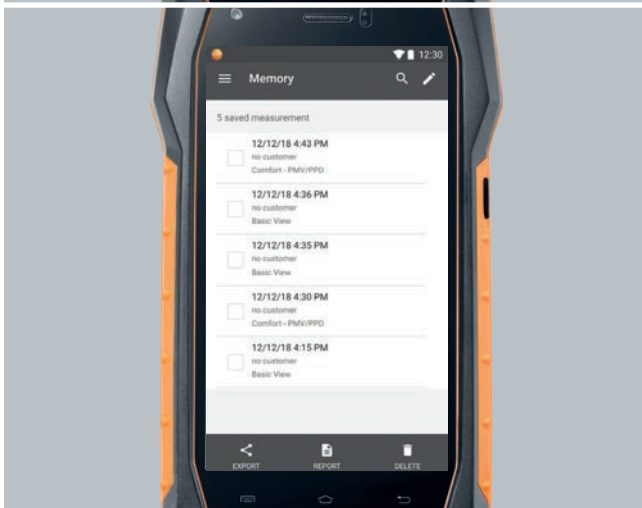 12:30
Memory
5 saved measurement
12/12/18 4:43 PM
no customer
Comfort - PMV/PPD
12/12/18 4:36 PM
no customer
Basic View
12/12/18 4:35 PM
no customer
Basic View
12/12/18 4:30 PM
no customer
Comfort - PMV/PPD
12/12/18 4:15 PM
no customer
Basic View
EXPORT REPORT DELETE